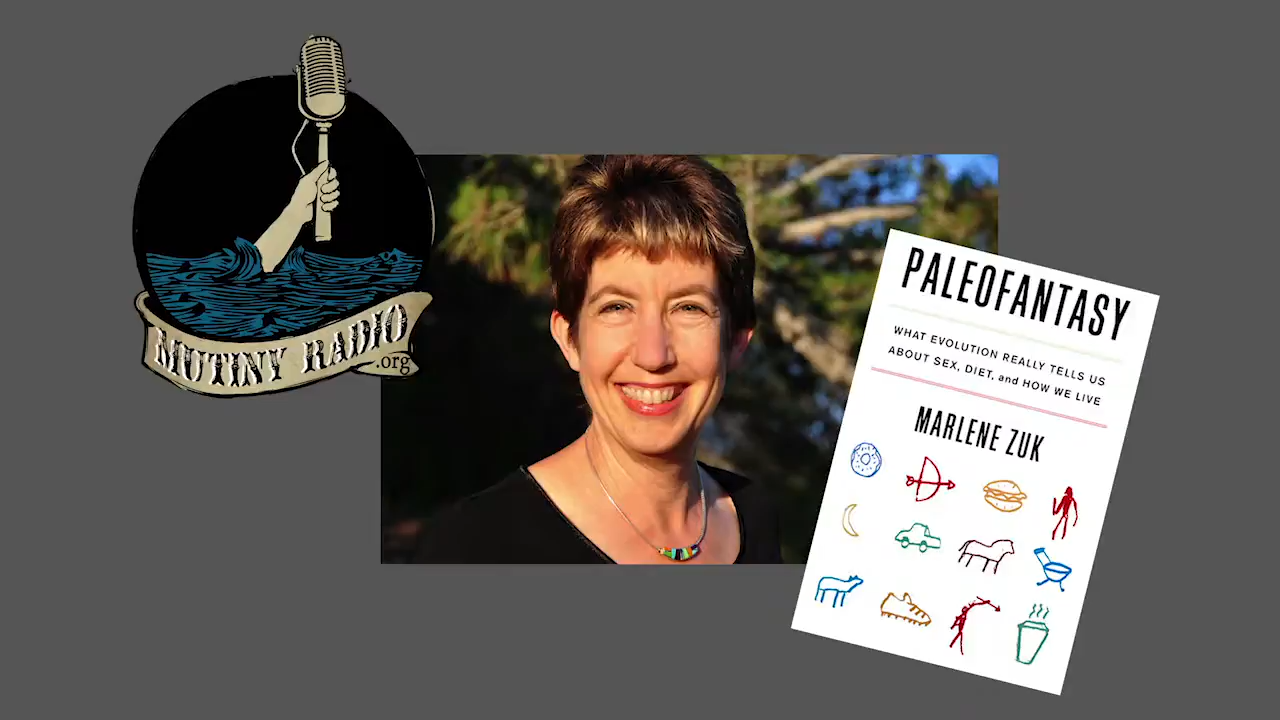 MUTINY RADIO
.org
PALEOFANTASY
WHAT EVOLUTION REALLY TELLS US
ABOUT SEX, DIET, and HOW WE LIVE
MARLENE ZUK